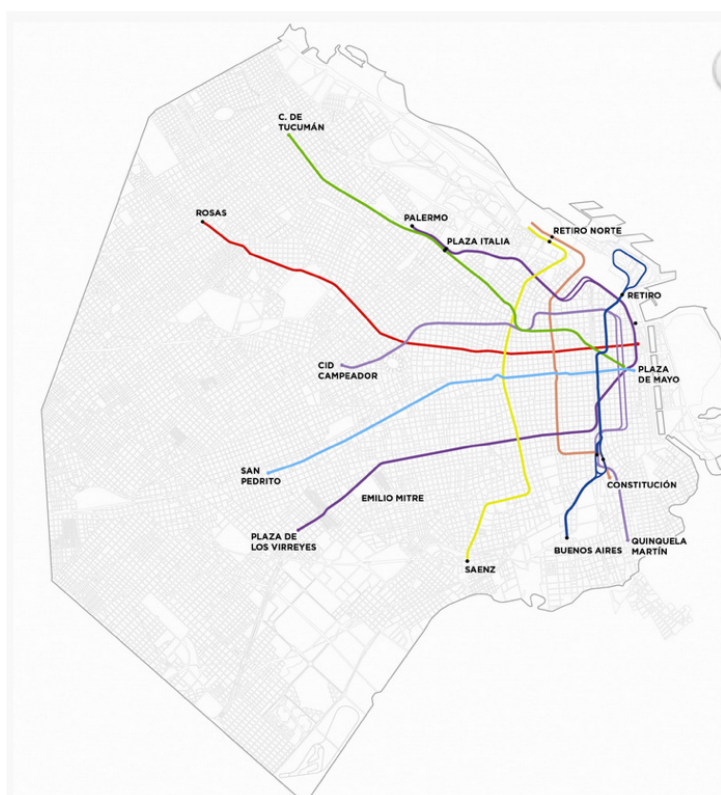 C. DE
TUCUMÁN
ROSAS
PALERMO
PLAZA ITALIA
RETIRO NORTE
RETIRO
CID
CAMPEADOR
PLAZA
DE MAYO
SAN
PEDRITO
EMILIO MITRE
CONSTITUCIÓN
PLAZA DE
LOS VIRREYES
BUENOS AIRES
QUINQUELA
MARTÍN
SAENZ